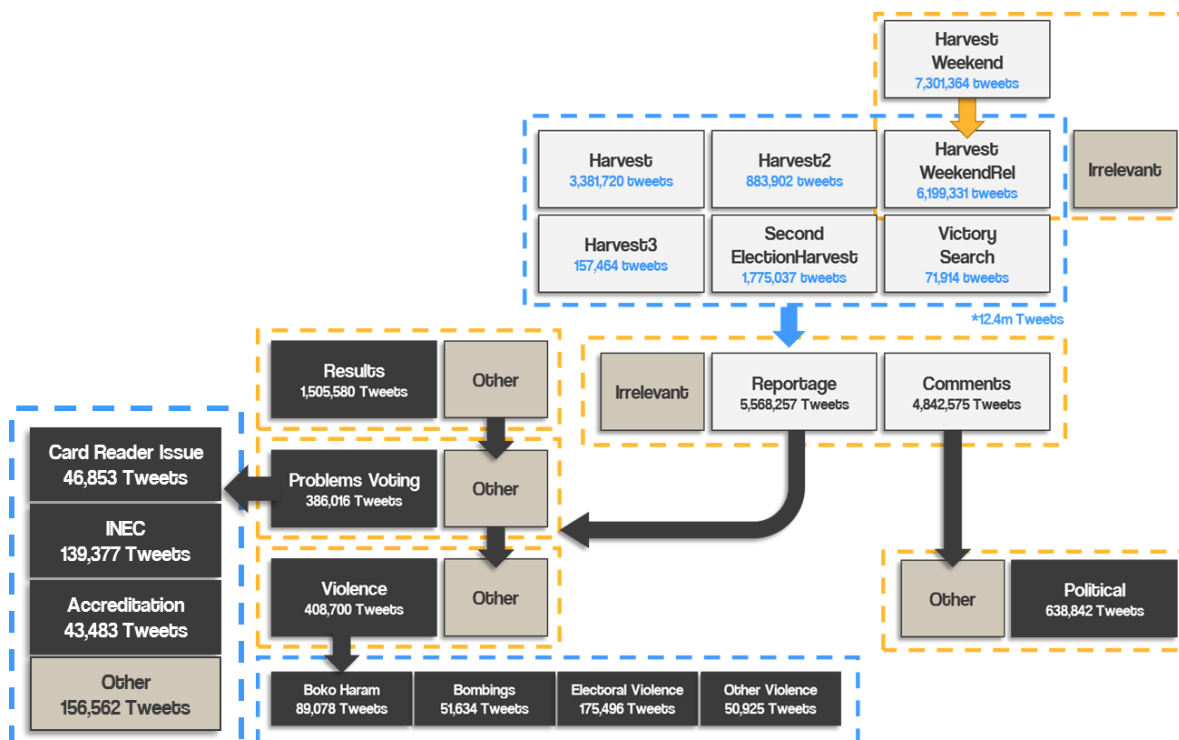 Harvest
Weekend
7,301,364 tweets
Harvest
3,381,720 tweets
Harvest2
883,902 tweets
Harvest
WeekendRel
6,199,331 tweets
Irrelevant
Harvest3
157,464 tweets
Second
ElectionHarvest
1,775,037 tweets
Victory
Search
71,914 tweets
*12.4m Tweets
Irrelevant
Reportage
5,568,257 Tweets
Comments
4,842,575 Tweets
Results
1,505,580 Tweets
Other
Problems Voting
386,016 Tweets
Other
Violence
408,700 Tweets
Other
Card Reader Issue
46,853 Tweets
INEC
139,377 Tweets
Accreditation
43,483 Tweets
Other
156,562 Tweets
Other
Political
638,842 Tweets
Boko Haram
89,078 Tweets
Bombings
51,634 Tweets
Electoral Violence
175,496 Tweets
Other Violence
50,925 Tweets